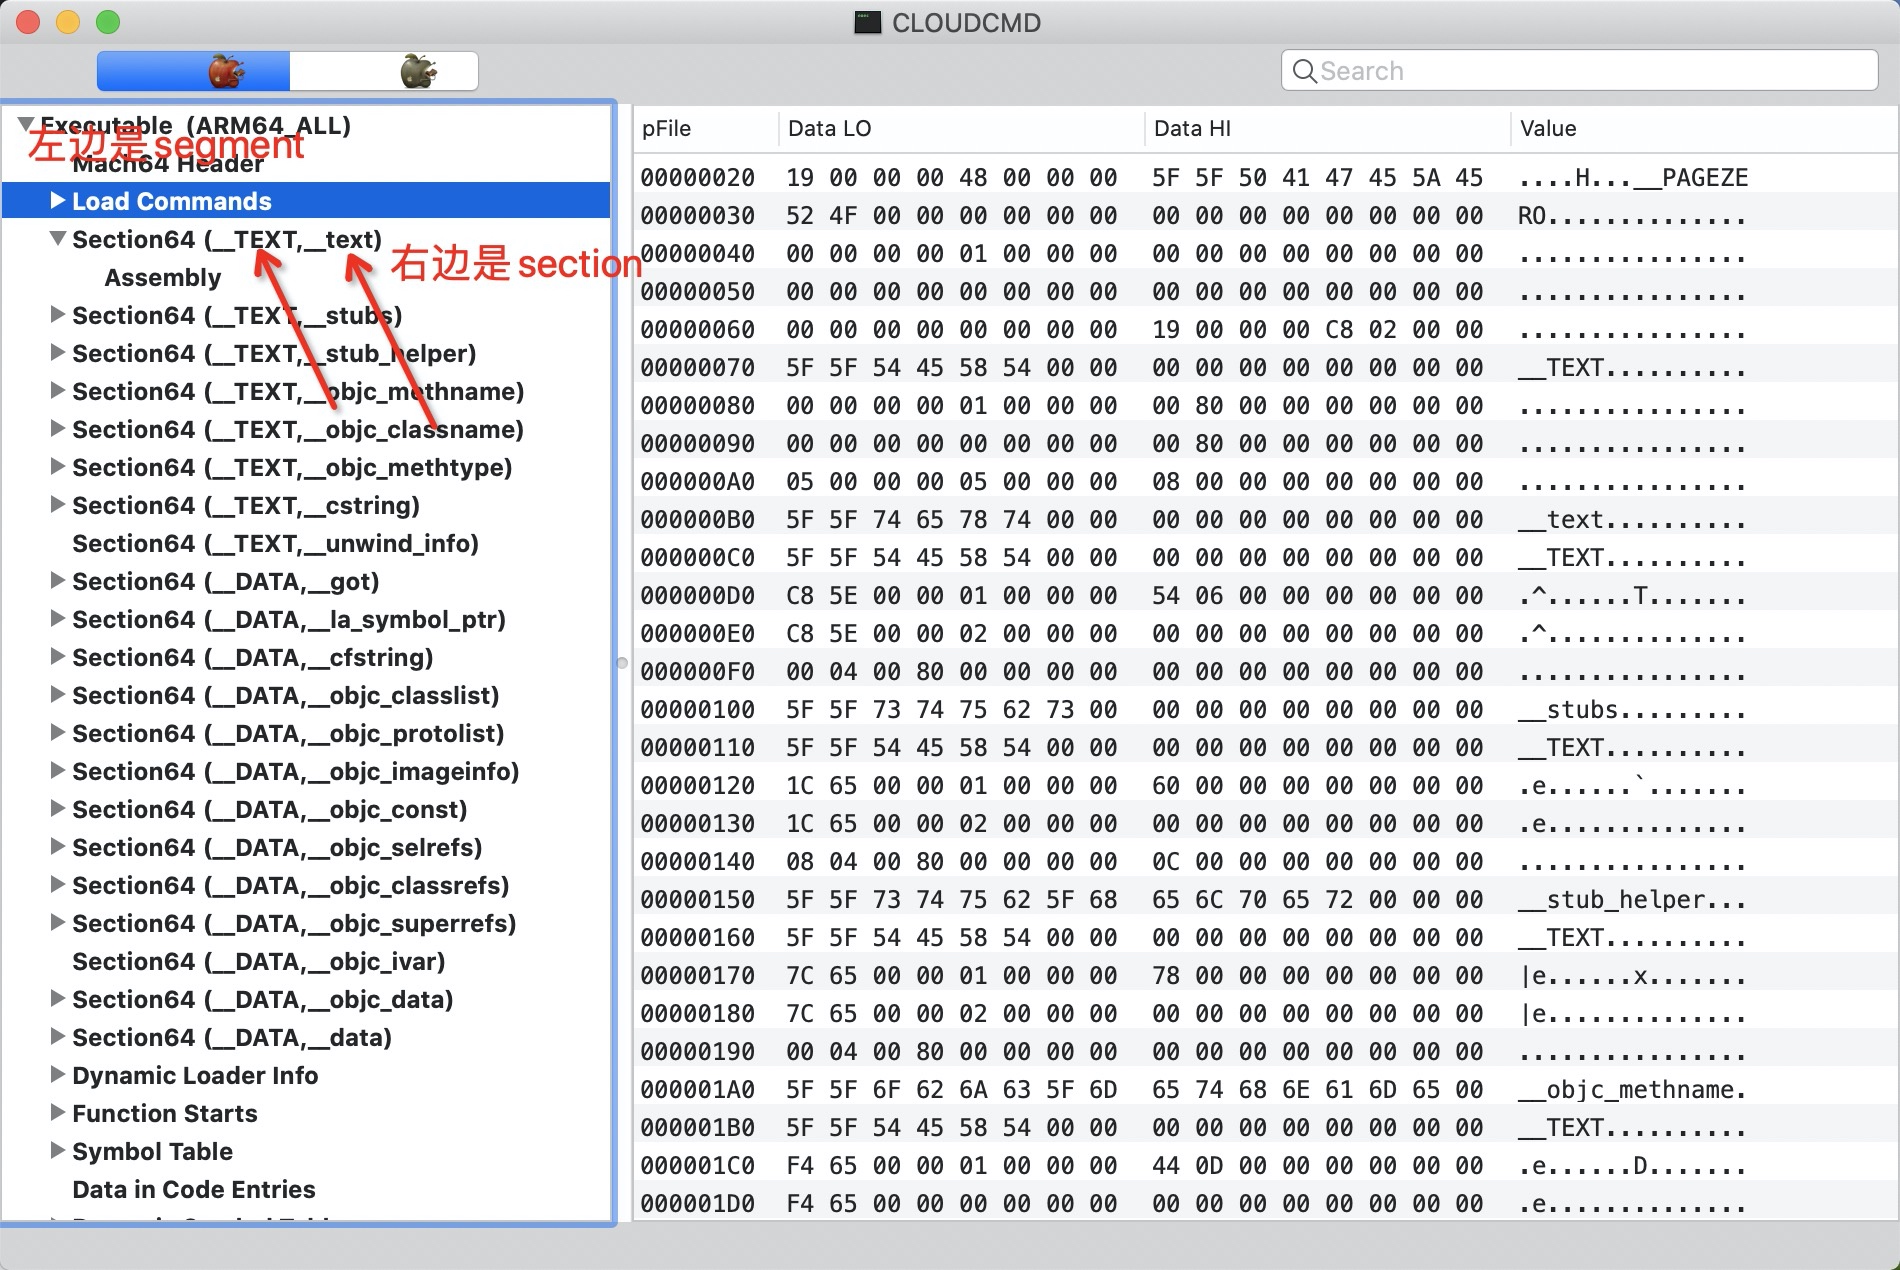 CLOUDCMD
Search
Executable (ARM64_ALL)
左边是segment
Mach64 Header
Load Commands
Section64 (__TEXT,__text)
右边是section
Assembly
Section64 (__TEXT,__stubs)
Section64 (__TEXT,__stub_helper)
Section64 (__TEXT,__objc_methname)
Section64 (__TEXT,__objc_classname)
Section64 (__TEXT,__objc_methtype)
Section64 (__TEXT,__cstring)
Section64 (__TEXT,__unwind_info)
Section64 (__DATA,__got)
Section64 (__DATA,__la_symbol_ptr)
Section64 (__DATA,__cfstring)
Section64 (__DATA,__objc_classlist)
Section64 (__DATA,__objc_protolist)
Section64 (__DATA,__objc_imageinfo)
Section64 (__DATA,__objc_const)
Section64 (__DATA,__objc_selrefs)
Section64 (__DATA,__objc_classrefs)
Section64 (__DATA,__objc_superrefs)
Section64 (__DATA,__objc_ivar)
Section64 (__DATA,__objc_data)
Section64 (__DATA,__data)
Dynamic Loader Info
Function Starts
Symbol Table
Data in Code Entries
pFile Data LO Data HI Value
00000020 19 00 00 00 48 00 00 00 5F 5F 50 41 47 45 5A 45 ....H...__PAGEZE
00000030 52 4F 00 00 00 00 00 00 00 00 00 00 00 00 00 00 RO..............
00000040 00 00 00 00 01 00 00 00 00 00 00 00 00 00 00 00 ................
00000050 00 00 00 00 00 00 00 00 00 00 00 00 00 00 00 00 ................
00000060 00 00 00 00 00 00 00 00 19 00 00 00 C8 02 00 00 ................
00000070 5F 5F 54 45 58 54 00 00 00 00 00 00 00 00 00 00 __TEXT..........
00000080 00 00 00 00 01 00 00 00 00 80 00 00 00 00 00 00 ................
00000090 00 00 00 00 00 00 00 00 00 80 00 00 00 00 00 00 ................
000000A0 05 00 00 00 05 00 00 00 08 00 00 00 00 00 00 00 ................
000000B0 5F 5F 74 65 78 74 00 00 00 00 00 00 00 00 00 00 __text..........
000000C0 5F 5F 54 45 58 54 00 00 00 00 00 00 00 00 00 00 __TEXT..........
000000D0 C8 5E 00 00 01 00 00 00 54 06 00 00 00 00 00 00 .^......T.......
000000E0 C8 5E 00 00 02 00 00 00 00 00 00 00 00 00 00 00 .^..............
000000F0 00 04 00 80 00 00 00 00 00 00 00 00 00 00 00 00 ................
00000100 5F 5F 73 74 75 62 73 00 00 00 00 00 00 00 00 00 __stubs.........
00000110 5F 5F 54 45 58 54 00 00 00 00 00 00 00 00 00 00 __TEXT..........
00000120 1C 65 00 00 01 00 00 00 60 00 00 00 00 00 00 00 .e......`.......
00000130 1C 65 00 00 02 00 00 00 00 00 00 00 00 00 00 00 .e..............
00000140 08 04 00 80 00 00 00 00 0C 00 00 00 00 00 00 00 ................
00000150 5F 5F 73 74 75 62 5F 68 65 6C 70 65 72 00 00 00 __stub_helper...
00000160 5F 5F 54 45 58 54 00 00 00 00 00 00 00 00 00 00 __TEXT..........
00000170 7C 65 00 00 01 00 00 00 78 00 00 00 00 00 00 00 |e......x.......
00000180 7C 65 00 00 02 00 00 00 00 00 00 00 00 00 00 00 |e..............
00000190 00 04 00 80 00 00 00 00 00 00 00 00 00 00 00 00 ................
000001A0 5F 5F 6F 62 6A 63 5F 6D 65 74 68 6E 61 6D 65 00 __objc_methname.
000001B0 5F 5F 54 45 58 54 00 00 00 00 00 00 00 00 00 00 __TEXT..........
000001C0 F4 65 00 00 01 00 00 00 44 0D 00 00 00 00 00 00 .e......D.......
000001D0 F4 65 00 00 00 00 00 00 00 00 00 00 00 00 00 00 .e..............